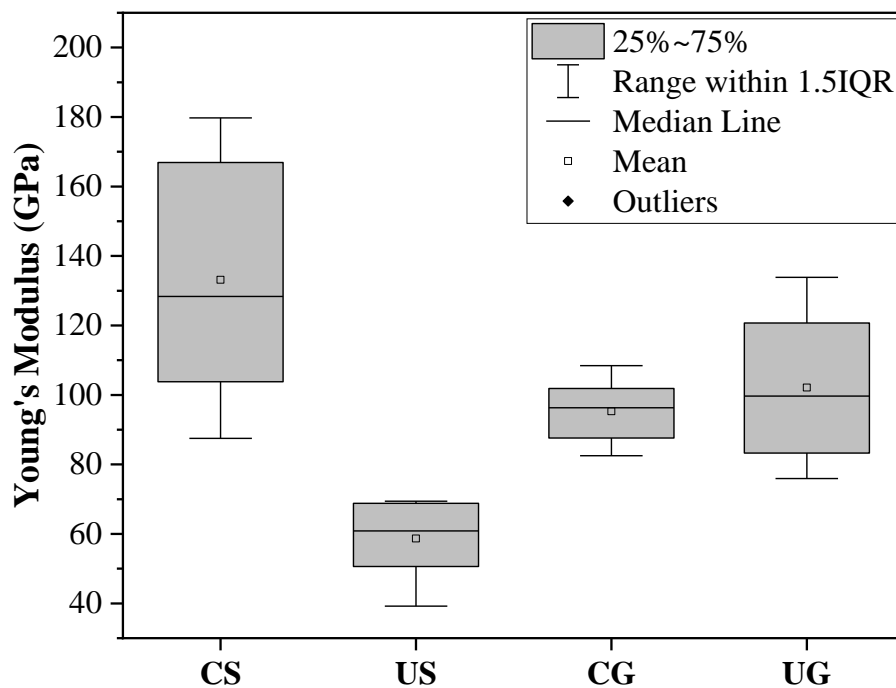 200
180
160
140
120
100
80
60
40
Young's Modulus (GPa)
25%~75%
Range within 1.5IQR
Median Line
Mean
Outliers
CS US CG UG